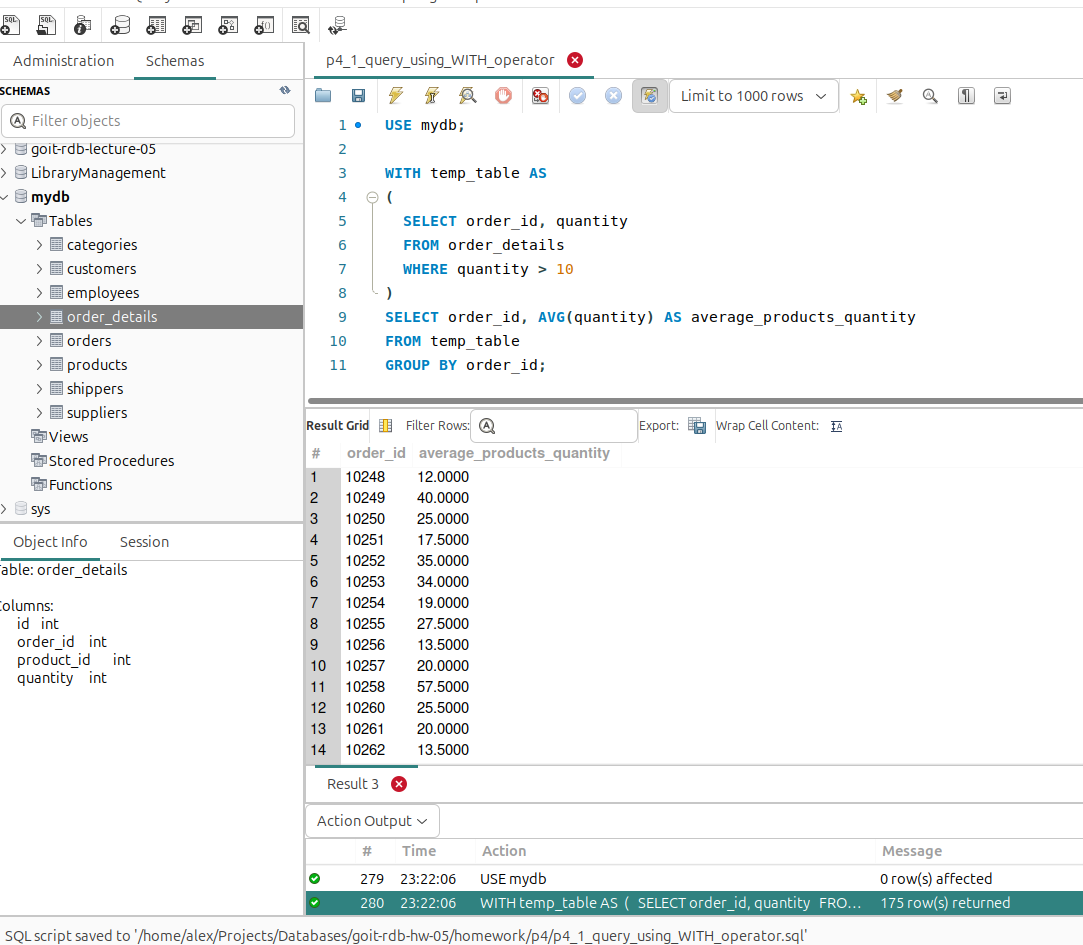 Administration
Schemas
SCHEMAS
Filter objects
goit-rdb-lecture-05
LibraryManagement
mydb
Tables
categories
customers
employees
order_details
orders
products
shippers
suppliers
Views
Stored Procedures
Functions
sys
Object Info
Session
able: order_details
olumns:
id int
order_id int
product_id int
quantity int
p4_1_query_using_WITH_operator
Limit to 1000 rows
1 USE mydb;
2
3 WITH temp_table AS
4 (
5 SELECT order_id, quantity
6 FROM order_details
7 WHERE quantity > 10
8 )
9 SELECT order_id, AVG(quantity) AS average_products_quantity
10 FROM temp_table
11 GROUP BY order_id;
Result Grid Filter Rows: Export: Wrap Cell Content:
# order_id average_products_quantity
1 10248 12.0000
2 10249 40.0000
3 10250 25.0000
4 10251 17.5000
5 10252 35.0000
6 10253 34.0000
7 10254 19.0000
8 10255 27.5000
9 10256 13.5000
10 10257 20.0000
11 10258 57.5000
12 10260 25.5000
13 10261 20.0000
14 10262 13.5000
Result 3
Action Output
# Time Action Message
279 23:22:06 USE mydb 0 row(s) affected
280 23:22:06 WITH temp_table AS ( SELECT order_id, quantity FRO... 175 row(s) returned
SQL script saved to '/home/alex/Projects/Databases/goit-rdb-hw-05/homework/p4/p4_1_query_using_WITH_operator.sql'